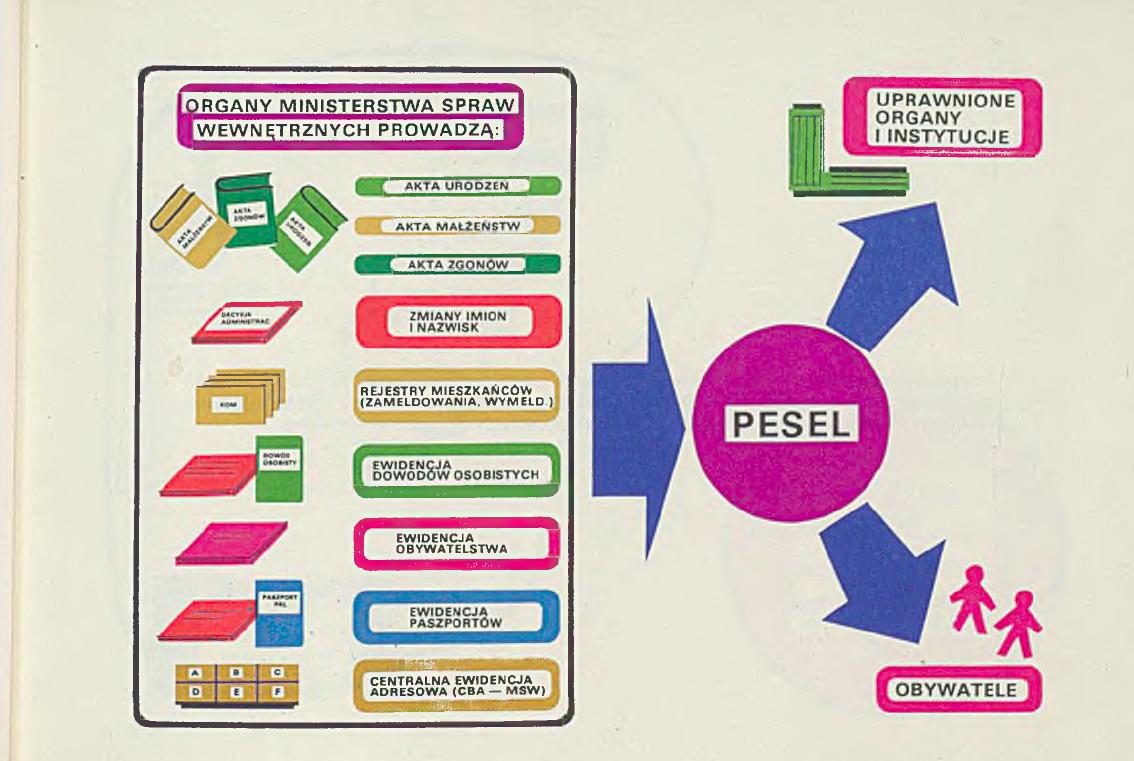 ORGANY MINISTERSTWA SPRAW
WEWNĘTRZNYCH PROWADZĄ:
AKTA MAŁŻEŃSTW
AKTA
ZGONÓW
AKTA
URODZEŃ
AKTA URODZEŃ
AKTA MAŁŻEŃSTW
AKTA ZGONÓW
DECYZJA
ADMINISTRAC.
ZMIANY IMION
I NAZWISK
KOM
REJESTRY MIESZKAŃCÓW
(ZAMELDOWANIA, WYMELD.)
DOWÓD
OSOBISTY
EWIDENCJA
DOWODÓW OSOBISTYCH
EWIDENCJA
OBYWATELSTWA
PASZPORT
PRL
EWIDENCJA
PASZPORTÓW
A B C
D E F
CENTRALNA EWIDENCJA
ADRESOWA (CBA — MSW)
PESEL
UPRAWNIONE
ORGANY
I INSTYTUCJE
OBYWATELE